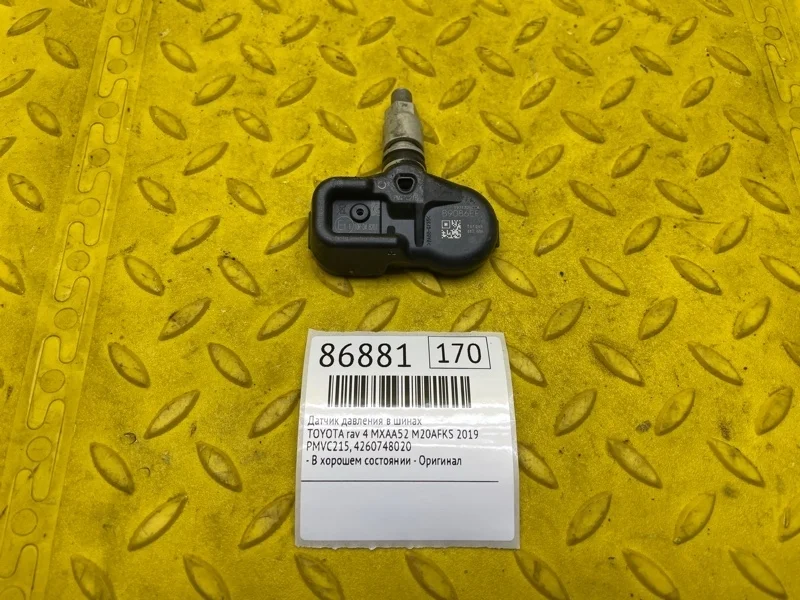 86881 170
Датчик давления в шинах
TOYOTA rav 4 MXAA52 M20AFKS 2019
PMVC215, 4260748020
- В хорошем состоянии - Оригинал